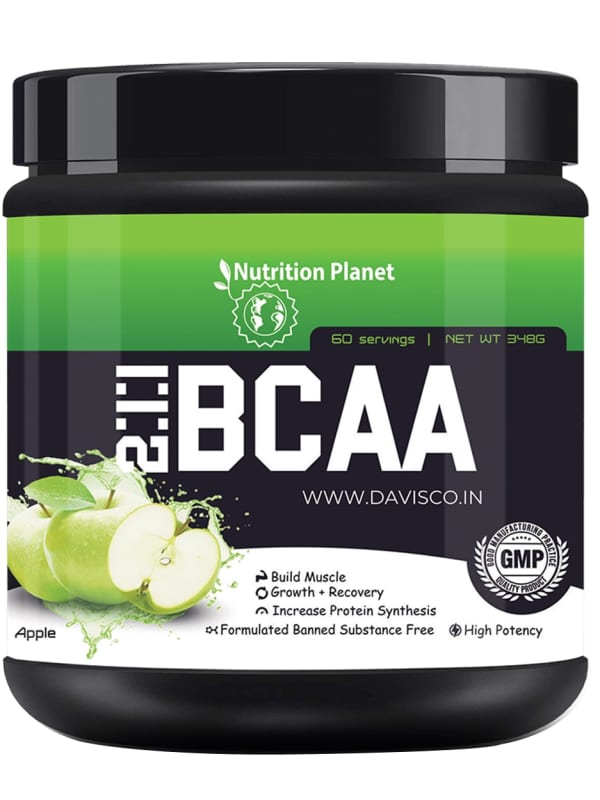 Nutrition Planet
60 servings | NET WT 348G
2:1:1 BCAA
WWW.DAVISCO.IN
GOOD MANUFACTURING PRACTICE
GMP
QUALITY PRODUCT
Build Muscle
Growth + Recovery
Increase Protein Synthesis
Formulated Banned Substance Free
High Potency
Apple